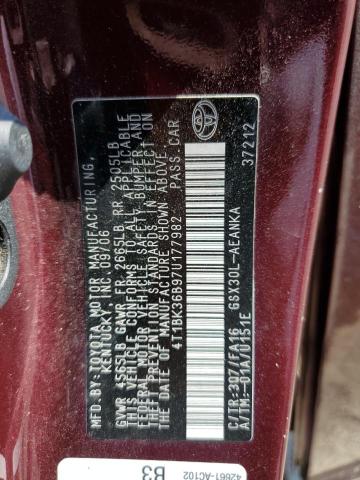 MFD.BY:TOYOTA MOTOR MANUFACTURING,
KENTUCKY, INC. 09/06
GVWR 4565LB GAWR FR 2665LB RR 2505LB
THIS VEHICLE CONFORMS TO ALL APPLICABLE
FEDERAL MOTOR VEHICLE SAFETY, BUMPER, AND
THEFT PREVENTION STANDARDS IN EFFECT ON
THE DATE OF MANUFACTURE SHOWN ABOVE.
4T1BK36B97U177982 PASS.CAR
C/TR:3Q7/FA16 GSX30L-AEANKA
A/TM:-01A/U151E 37212
42661-AC102
B3